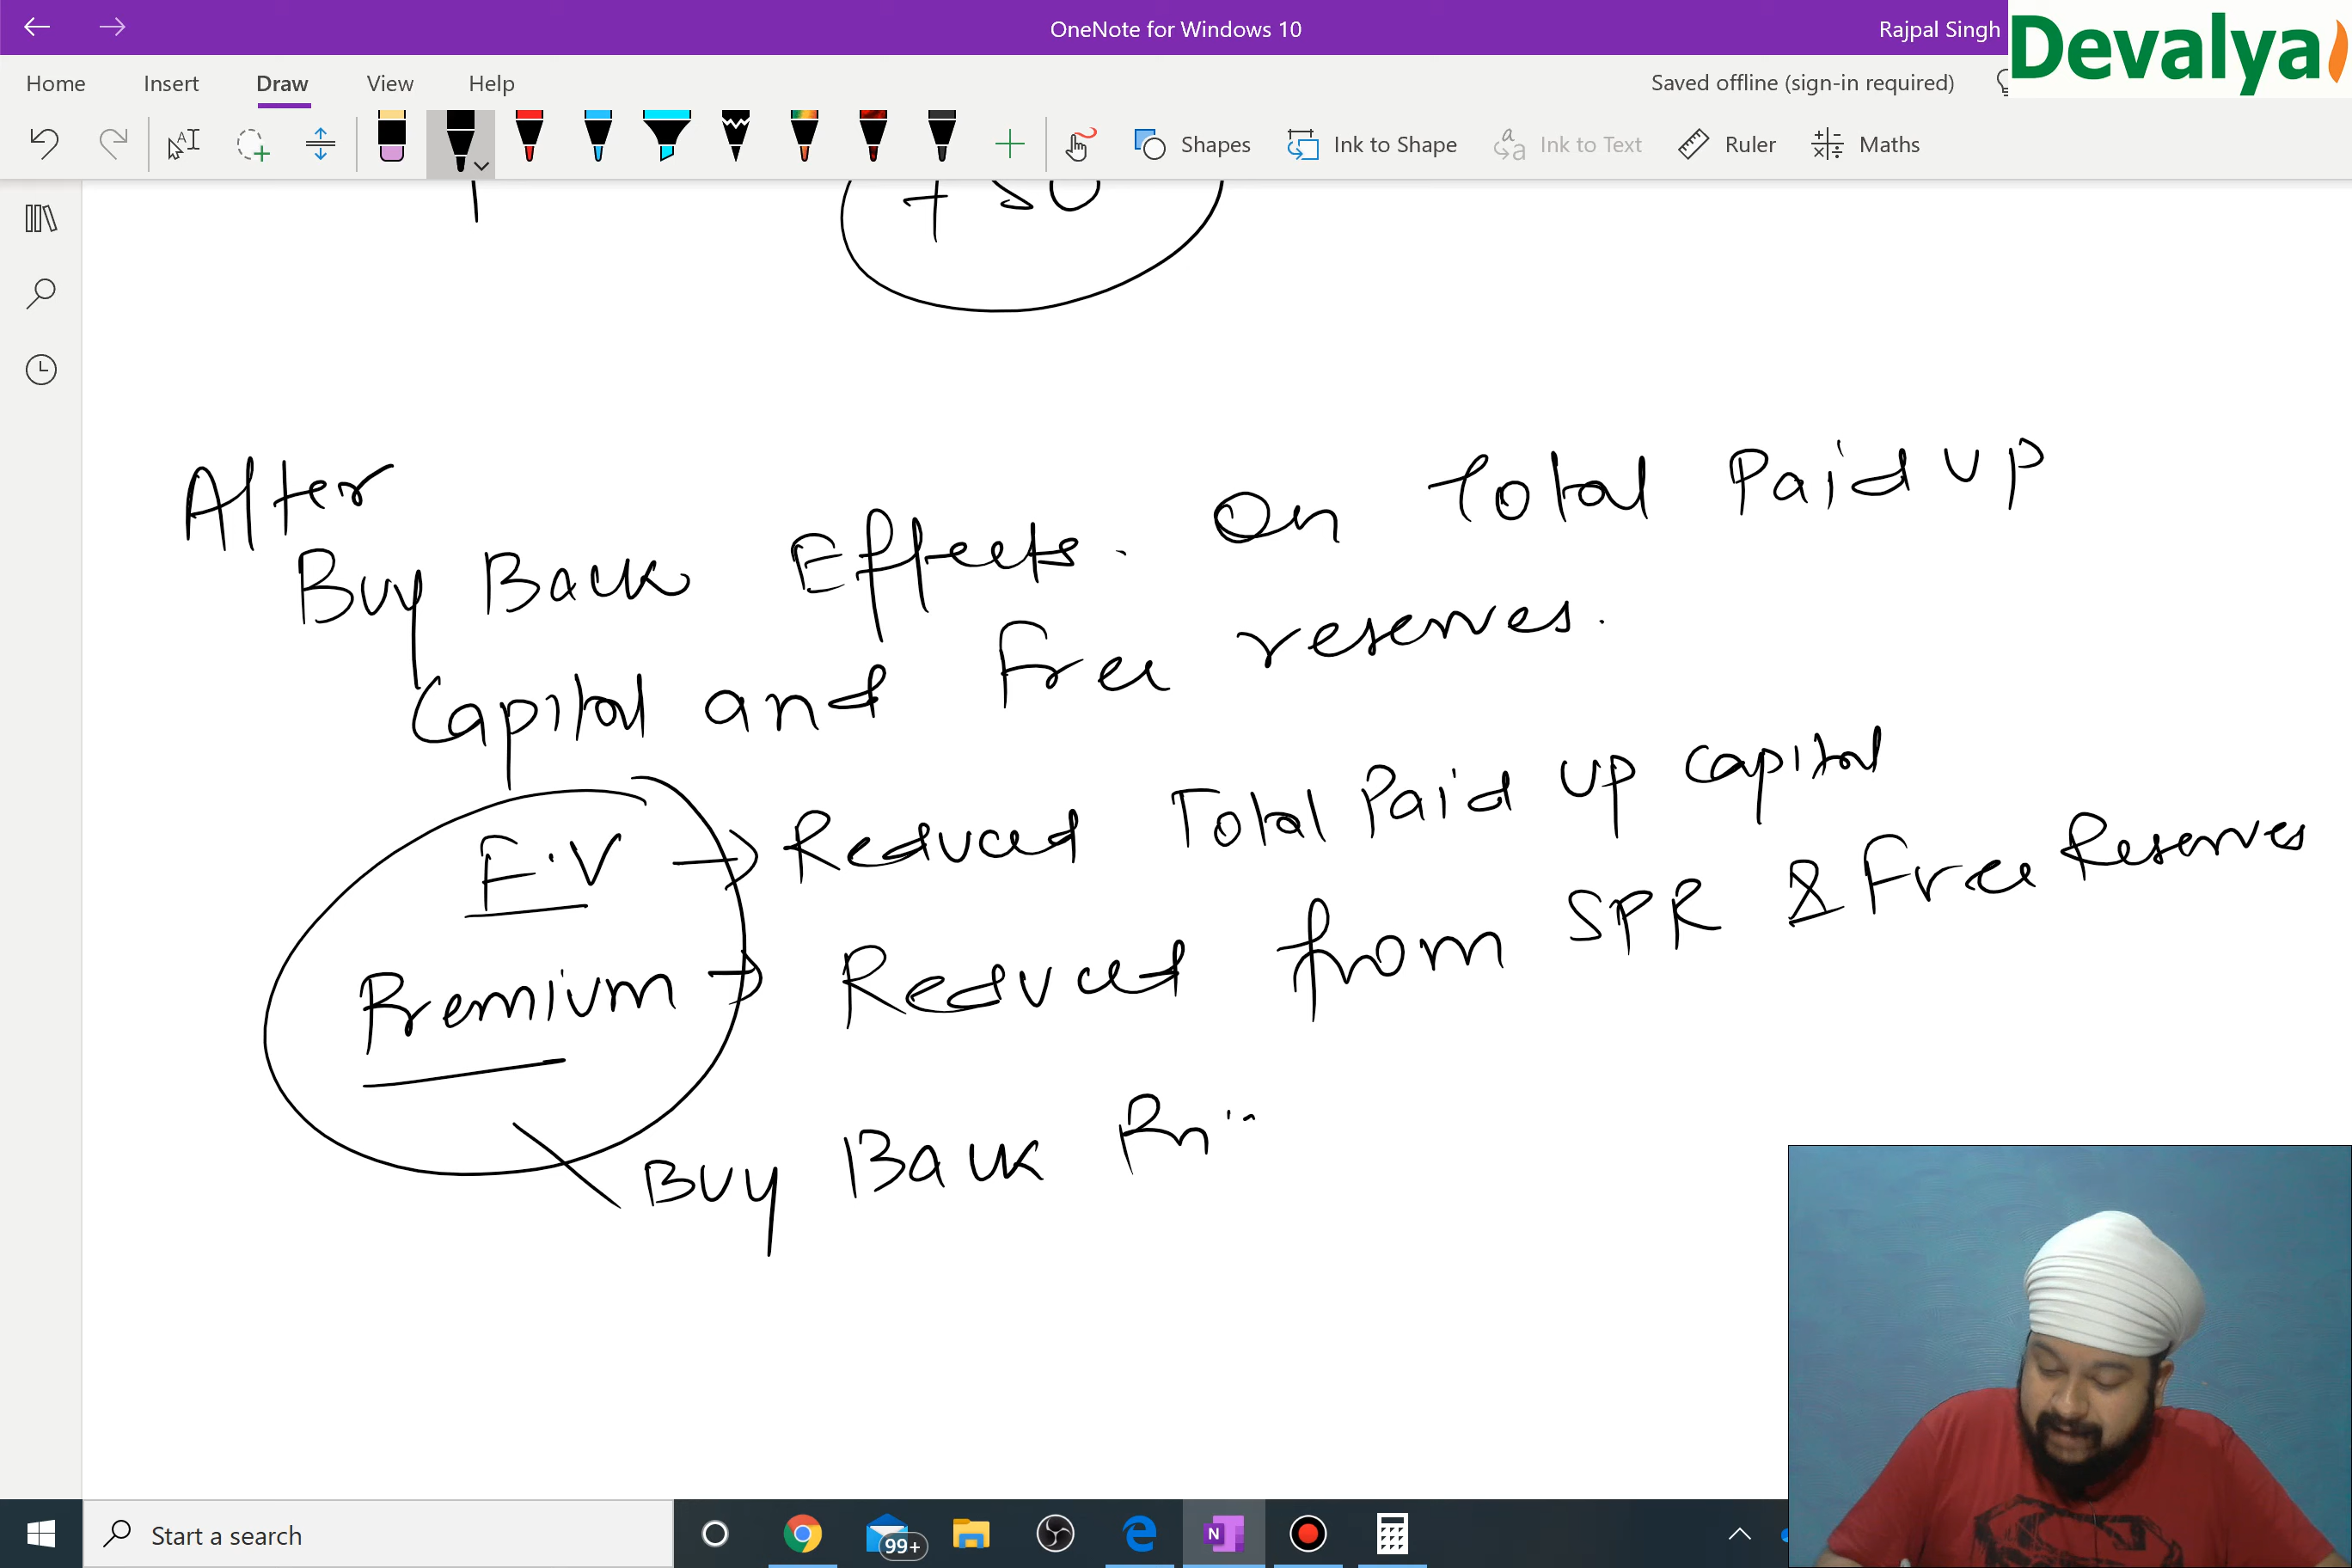 OneNote for Windows 10
Rajpal Singh
Devalya
Home Insert Draw View Help
Saved offline (sign-in required)
Shapes Ink to Shape Ink to Text Ruler Maths
+ 50
After
Buy Back Effects. On Total Paid up
Capital and Free reserves.
F.V → Reduced Total Paid up capital
Premium → Reduced from SPR & Free Reserves
Buy Back
Start a search
99+